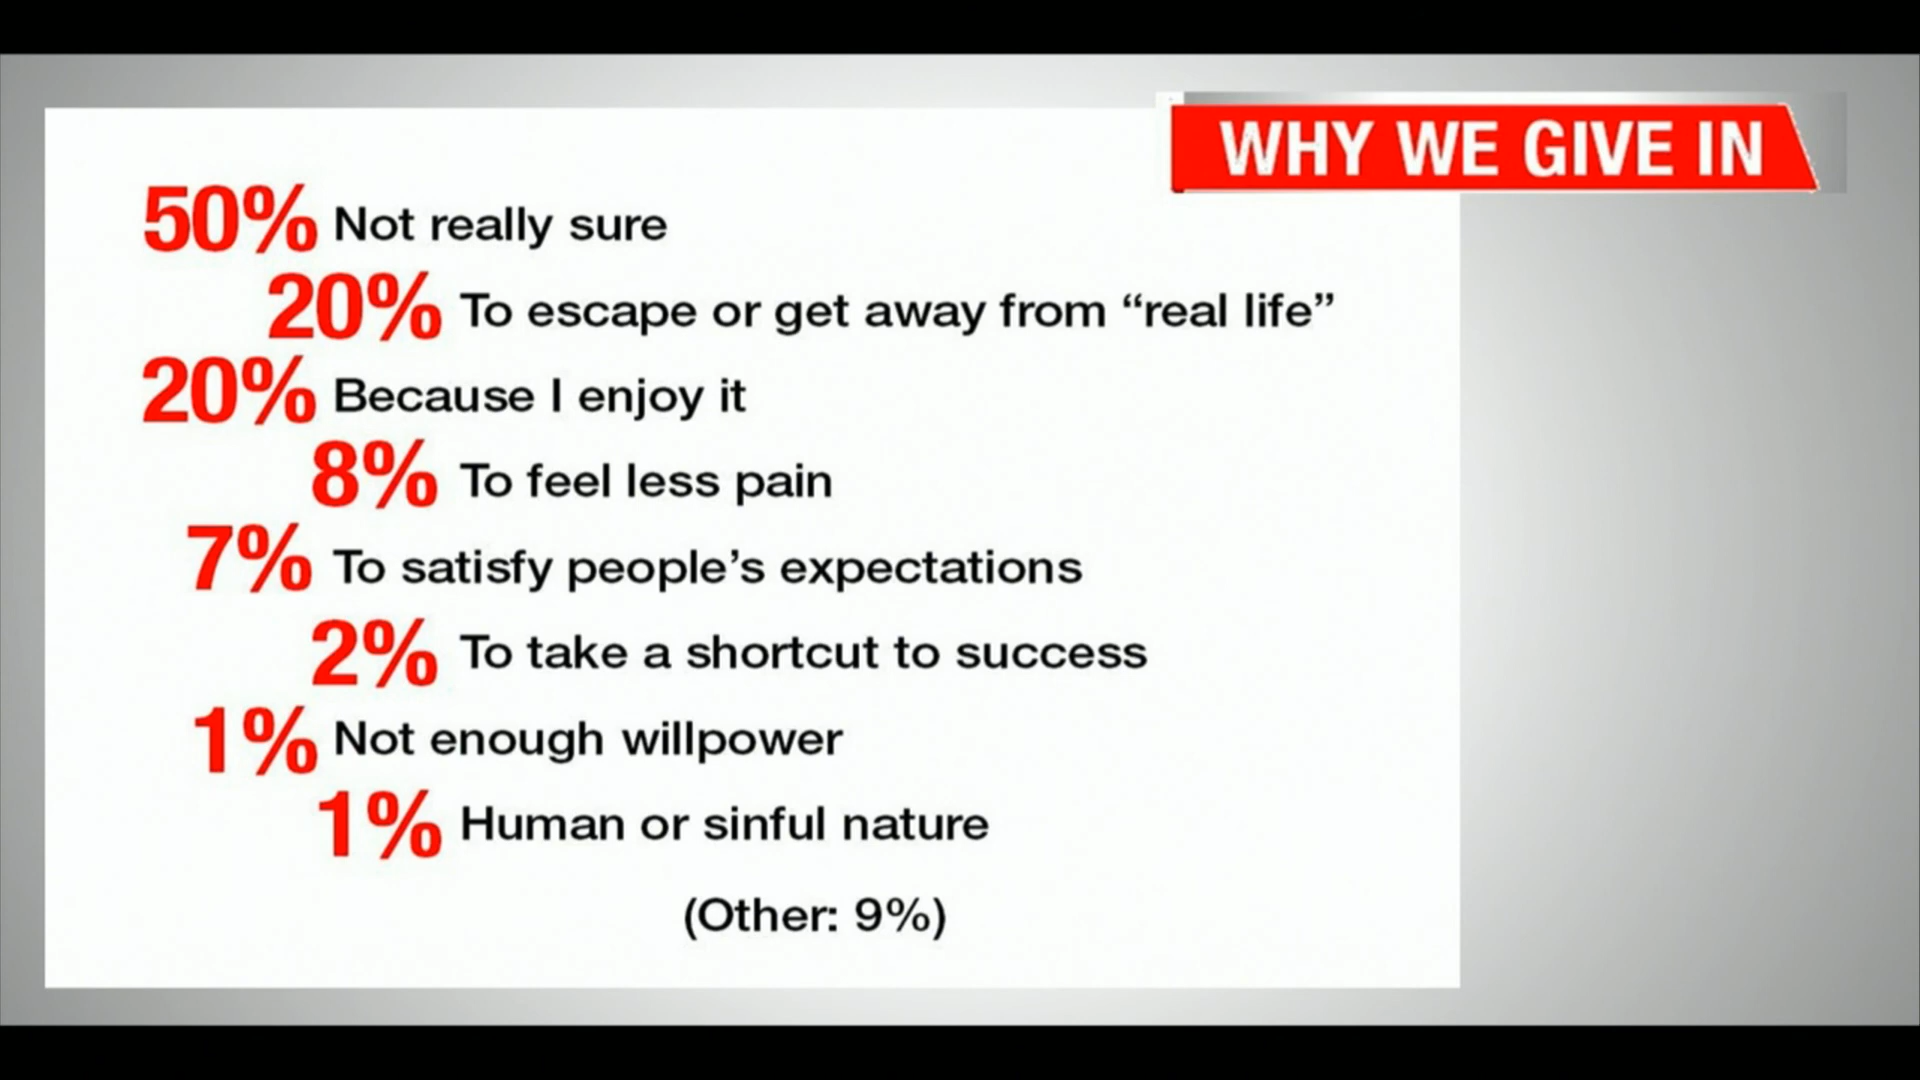 WHY WE GIVE IN
50% Not really sure
20% To escape or get away from “real life”
20% Because I enjoy it
8% To feel less pain
7% To satisfy people’s expectations
2% To take a shortcut to success
1% Not enough willpower
1% Human or sinful nature
(Other: 9%)